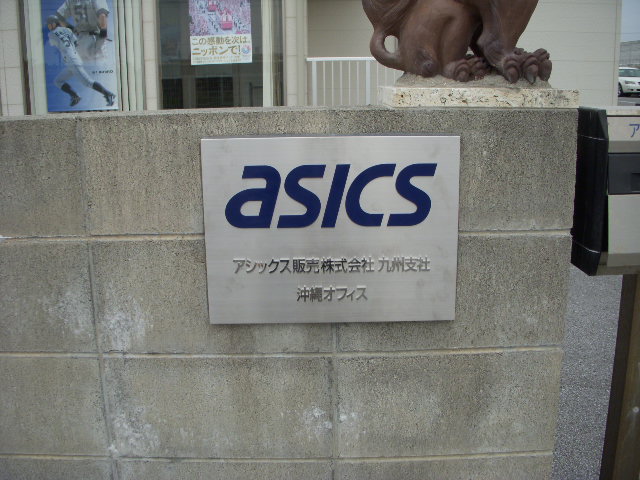 この感動を次は、
ニッポンで!
asics
アシックス販売株式会社 九州支社
沖縄オフィス
ア